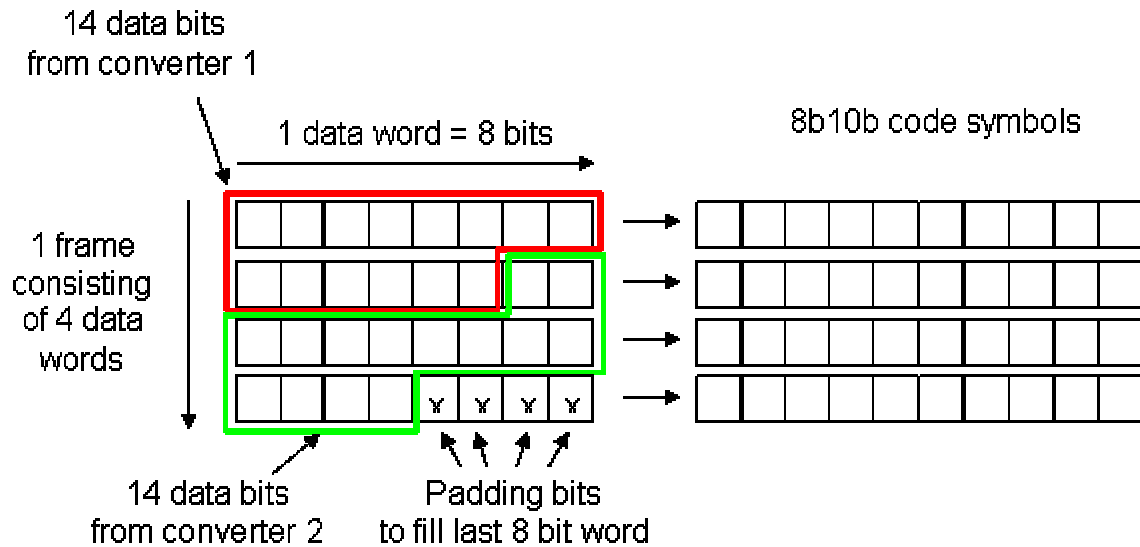 14 data bits
from converter 1
1 data word = 8 bits
8b10b code symbols
1 frame
consisting
of 4 data
words
Y Y Y Y
14 data bits
from converter 2
Padding bits
to fill last 8 bit word